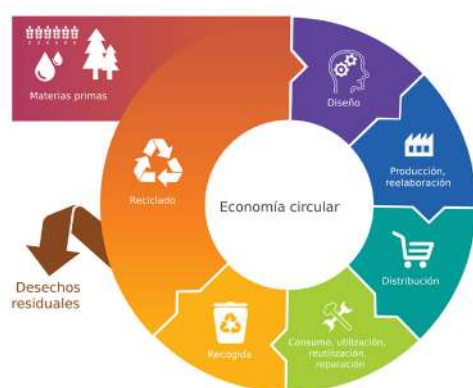 Materias primas
Diseño
Producción,
reelaboración
Reciclado
Economía circular
Distribución
Desechos
residuales
Recogida
Consumo, utilización,
reutilización,
reparación